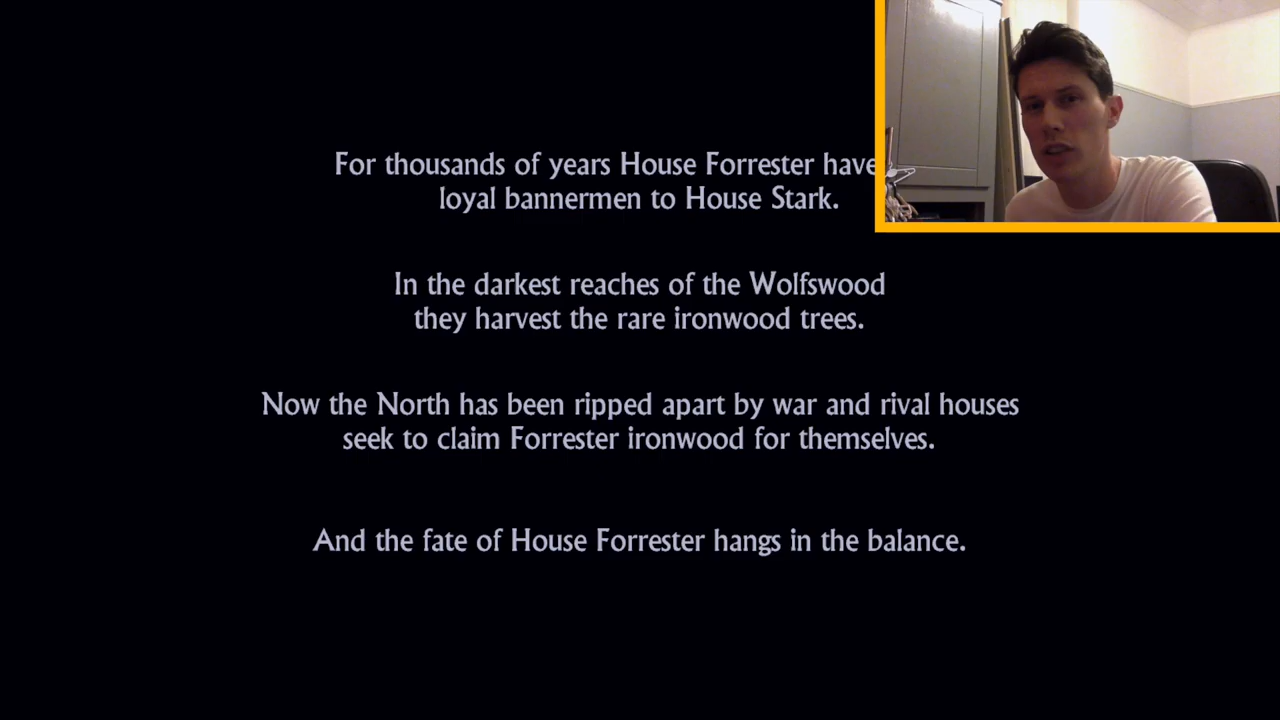 For thousands of years House Forrester have
loyal bannermen to House Stark.
In the darkest reaches of the Wolfswood
they harvest the rare ironwood trees.
Now the North has been ripped apart by war and rival houses
seek to claim Forrester ironwood for themselves.
And the fate of House Forrester hangs in the balance.